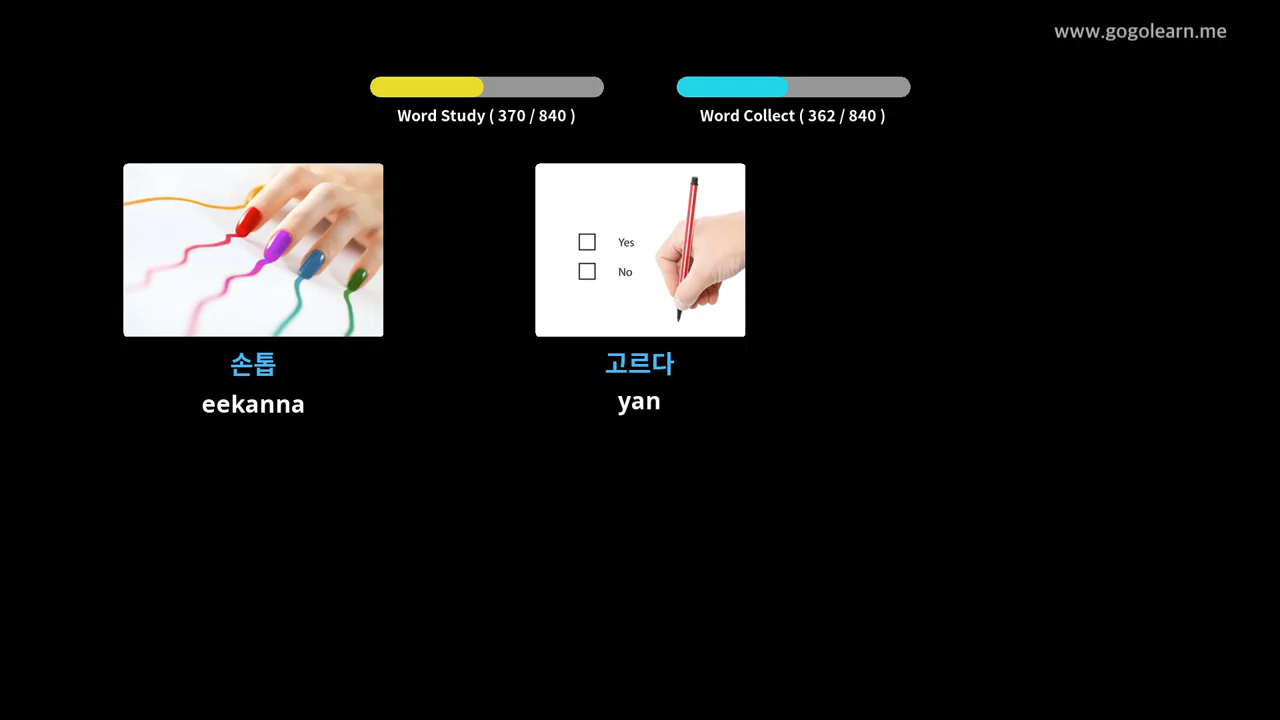 www.gogolearn.me
Word Study ( 370 / 840 )
Word Collect ( 362 / 840 )
Yes
No
손톱
eekanna
고르다
yan